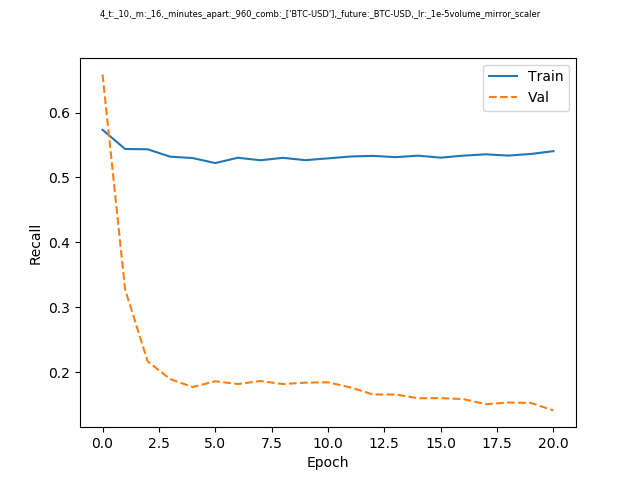 4_t:_10,_m:_16,_minutes_apart:_960_comb:_['BTC-USD'],_future:_BTC-USD,_lr:_1e-5volume_mirror_scaler
Train
Val
0.6
0.5
0.4
0.3
0.2
Recall
0.0 2.5 5.0 7.5 10.0 12.5 15.0 17.5 20.0
Epoch